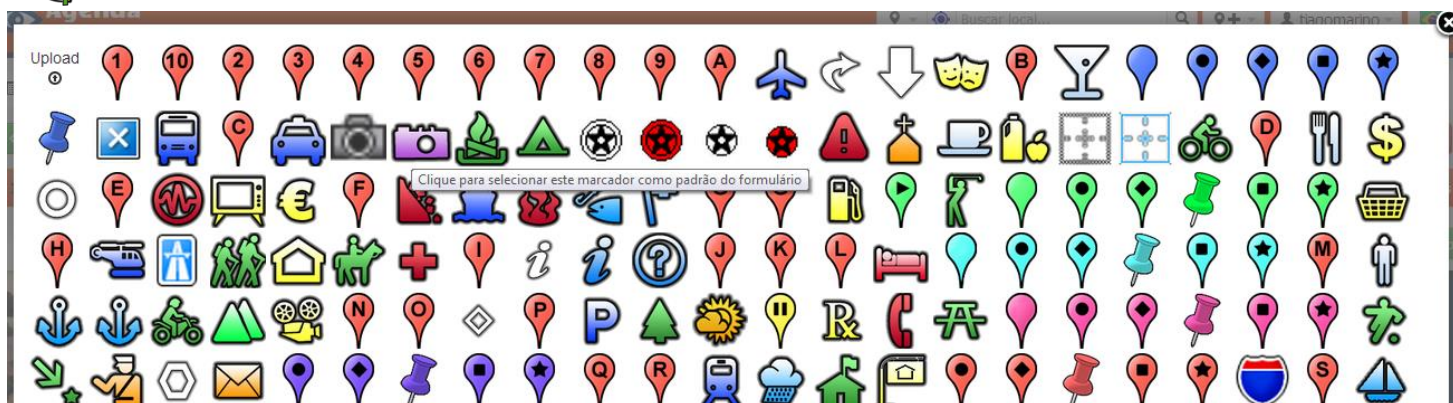 Agenda
Buscar local...
tiagomarino
Upload
1 10 2 3 4 5 6 7 8 9 A B
C D
Clique para selecionar este marcador como padrão do formulário
E F
H I J K L M
N O P P
Q R S